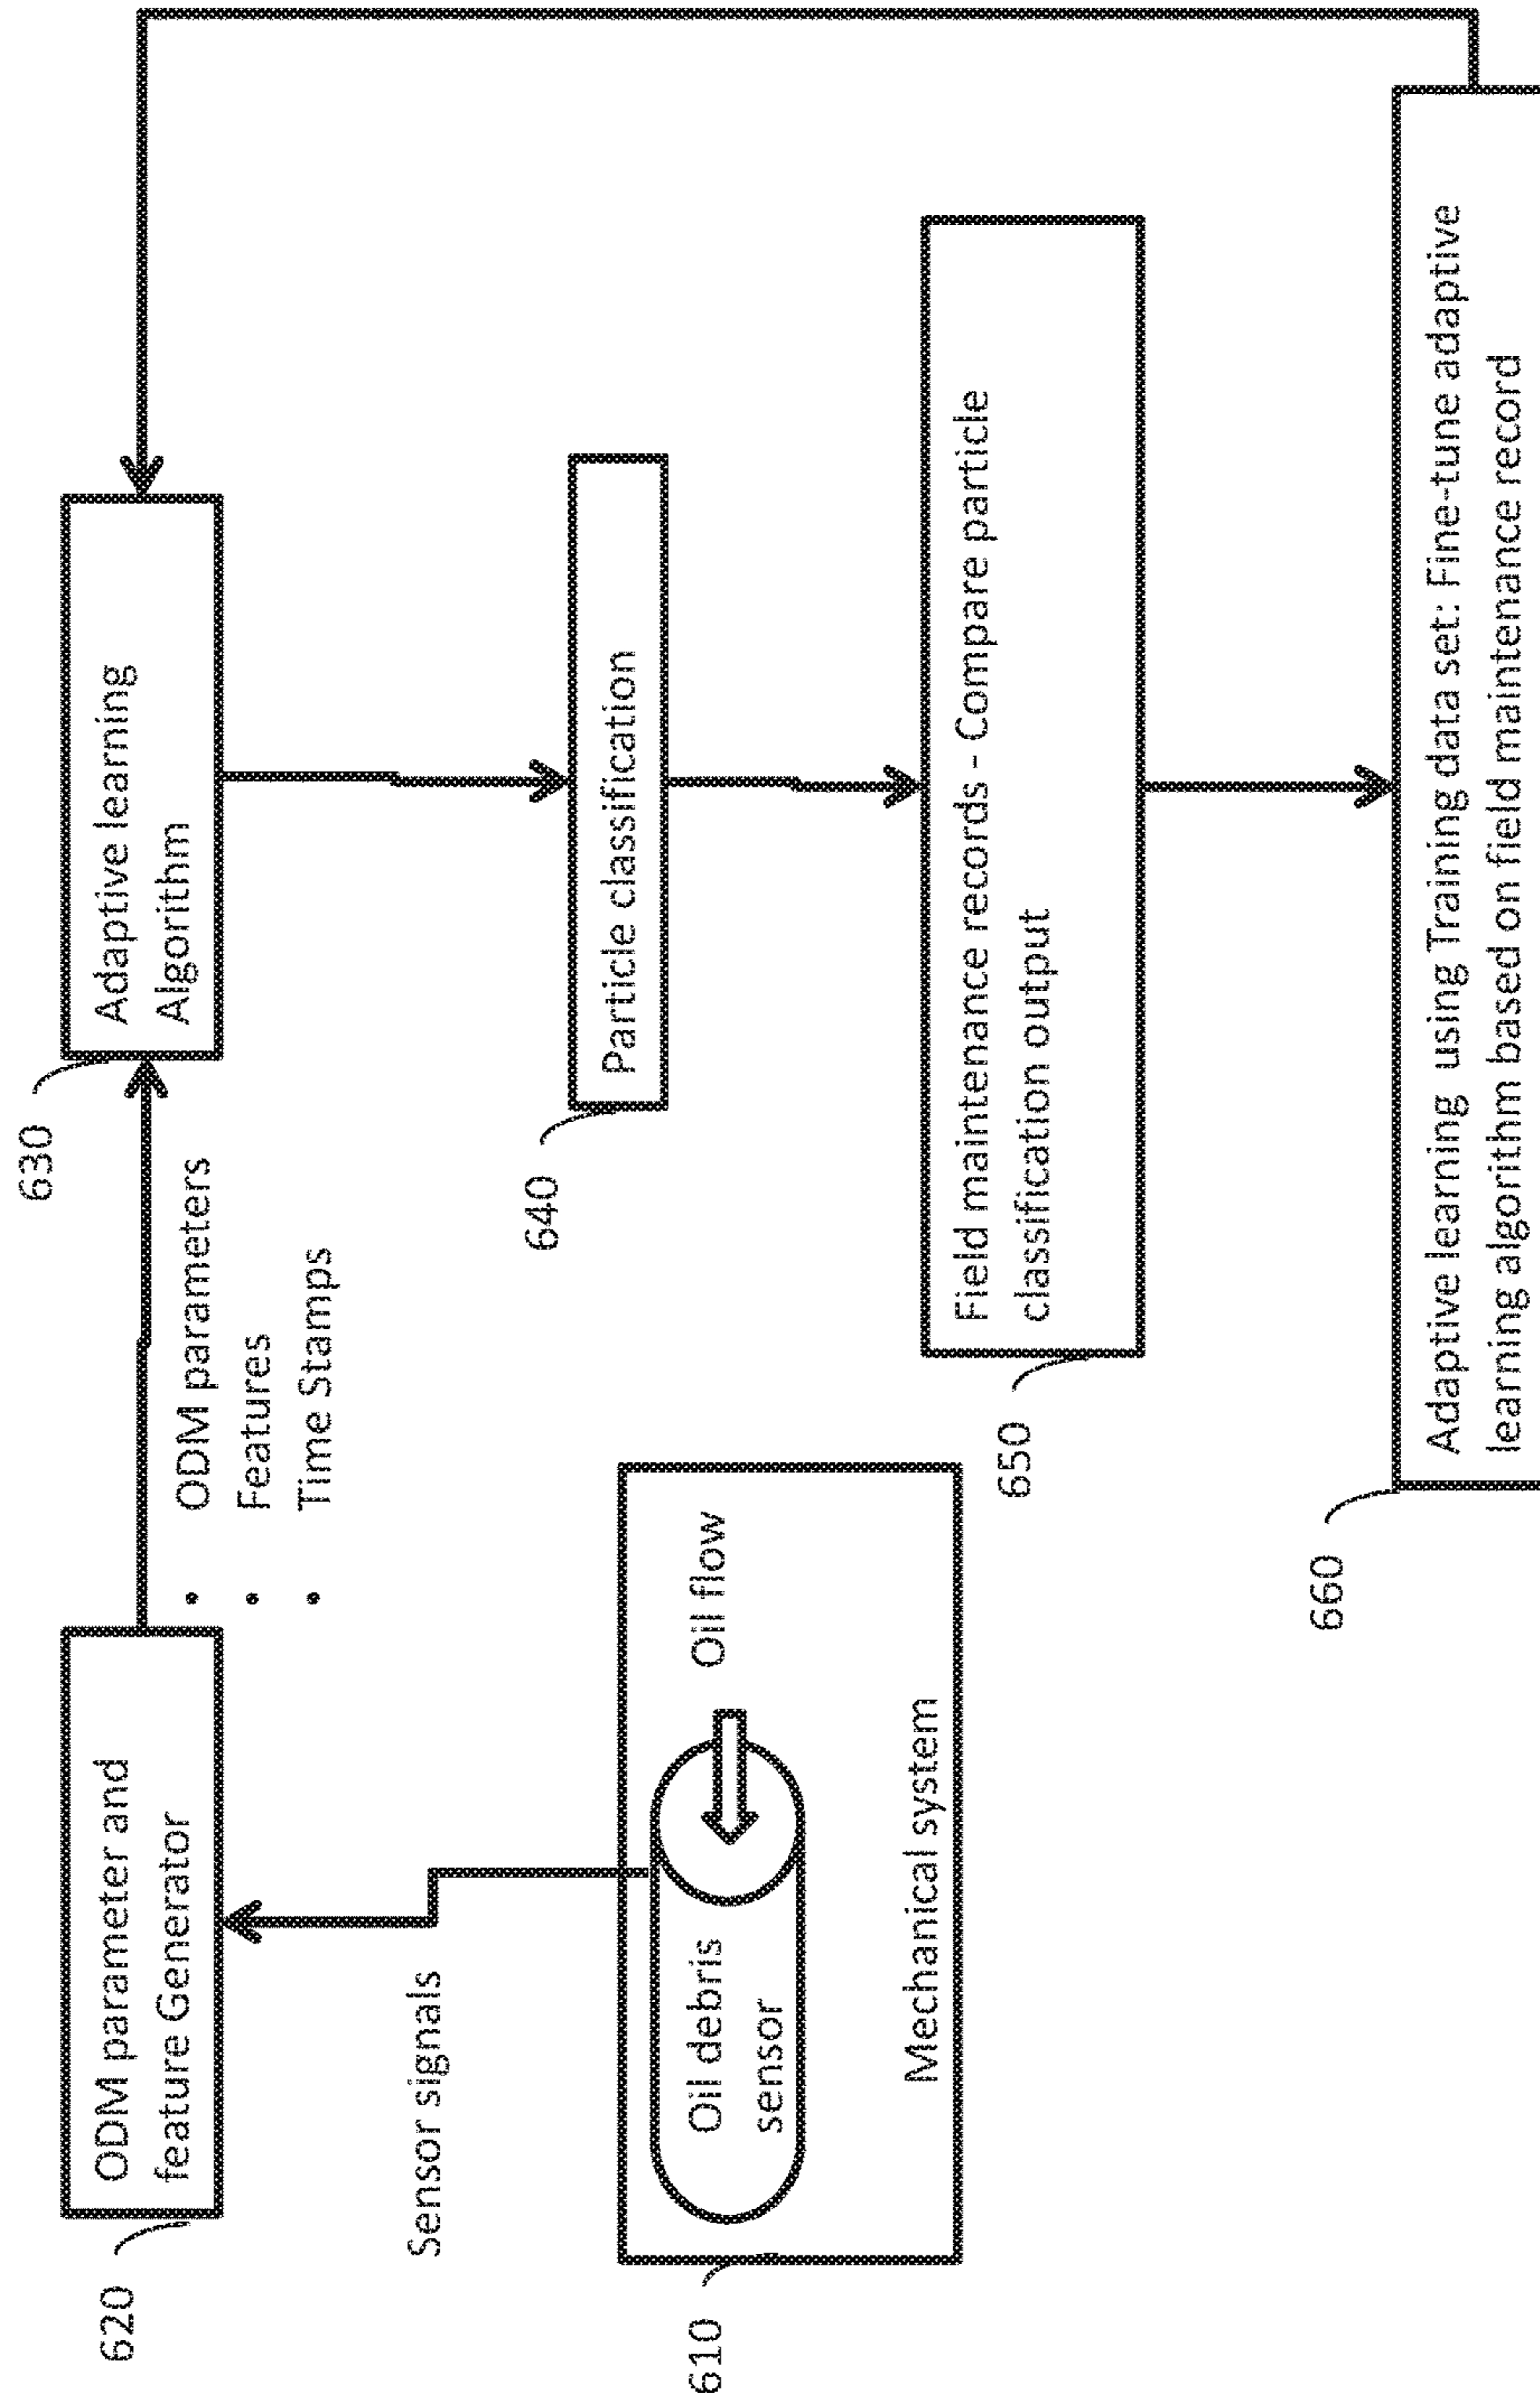 620
ODM parameter and
feature Generator
• ODM parameters
• Features
• Time Stamps
630
Adaptive learning
Algorithm
Sensor signals
610
Oil debris
sensor
Oil flow
Mechanical system
640
Particle classification
650
Field maintenance records - Compare particle
classification output
660
Adaptive learning using Training data set: Fine-tune adaptive
learning algorithm based on field maintenance record